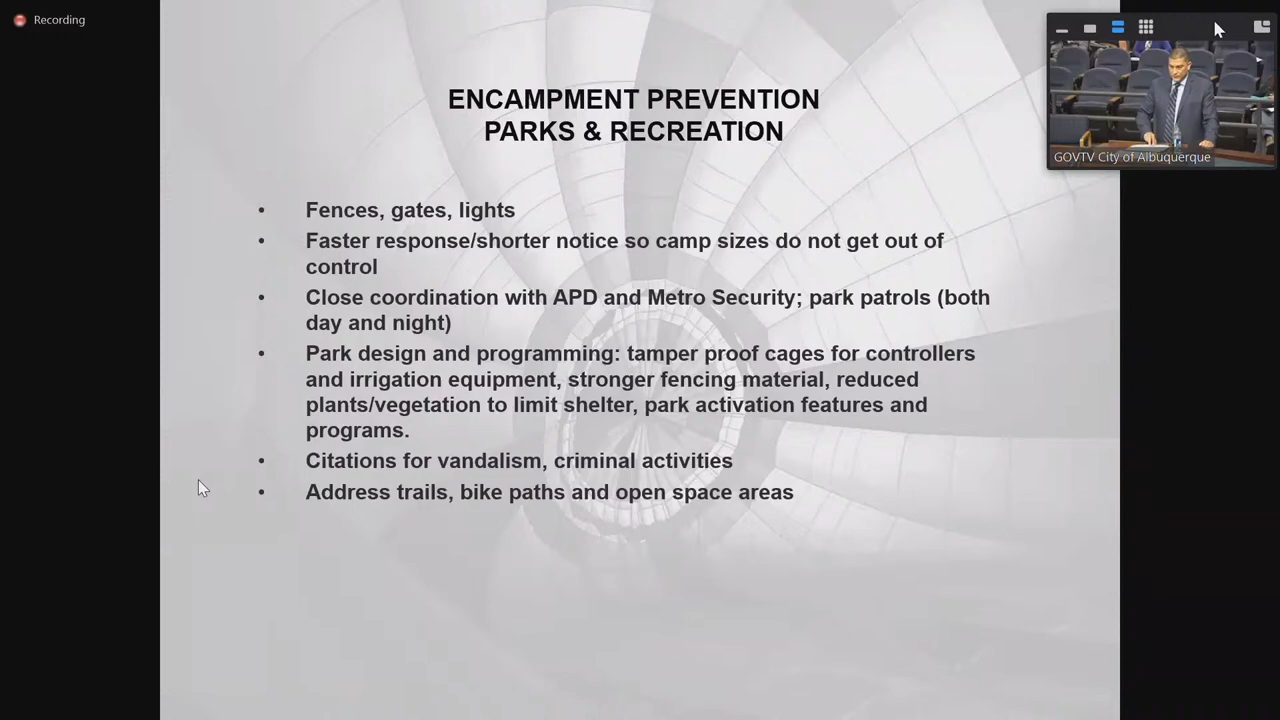 Recording
ENCAMPMENT PREVENTION
PARKS & RECREATION
• Fences, gates, lights
• Faster response/shorter notice so camp sizes do not get out of
control
• Close coordination with APD and Metro Security; park patrols (both
day and night)
• Park design and programming: tamper proof cages for controllers
and irrigation equipment, stronger fencing material, reduced
plants/vegetation to limit shelter, park activation features and
programs.
• Citations for vandalism, criminal activities
• Address trails, bike paths and open space areas
GOVTV City of Albuquerque